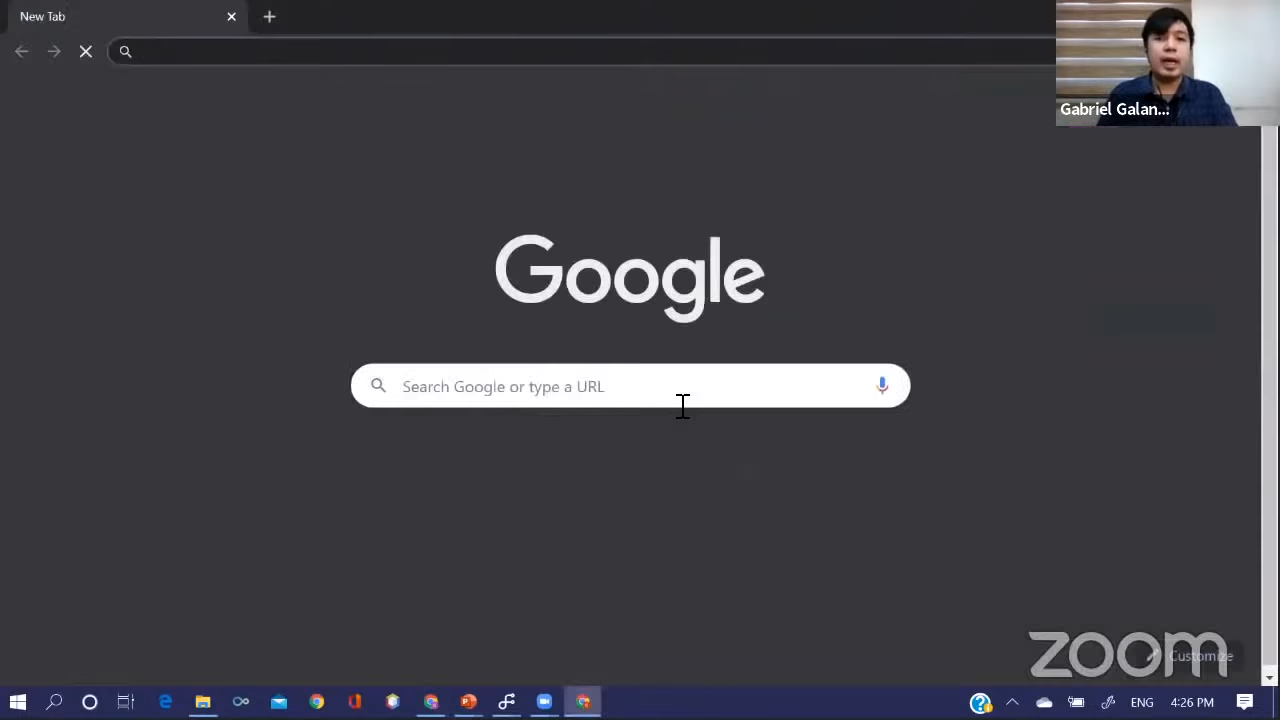 New Tab
Gabriel Galan...
Google
Search Google or type a URL
zoom
Customize
ENG
4:26 PM